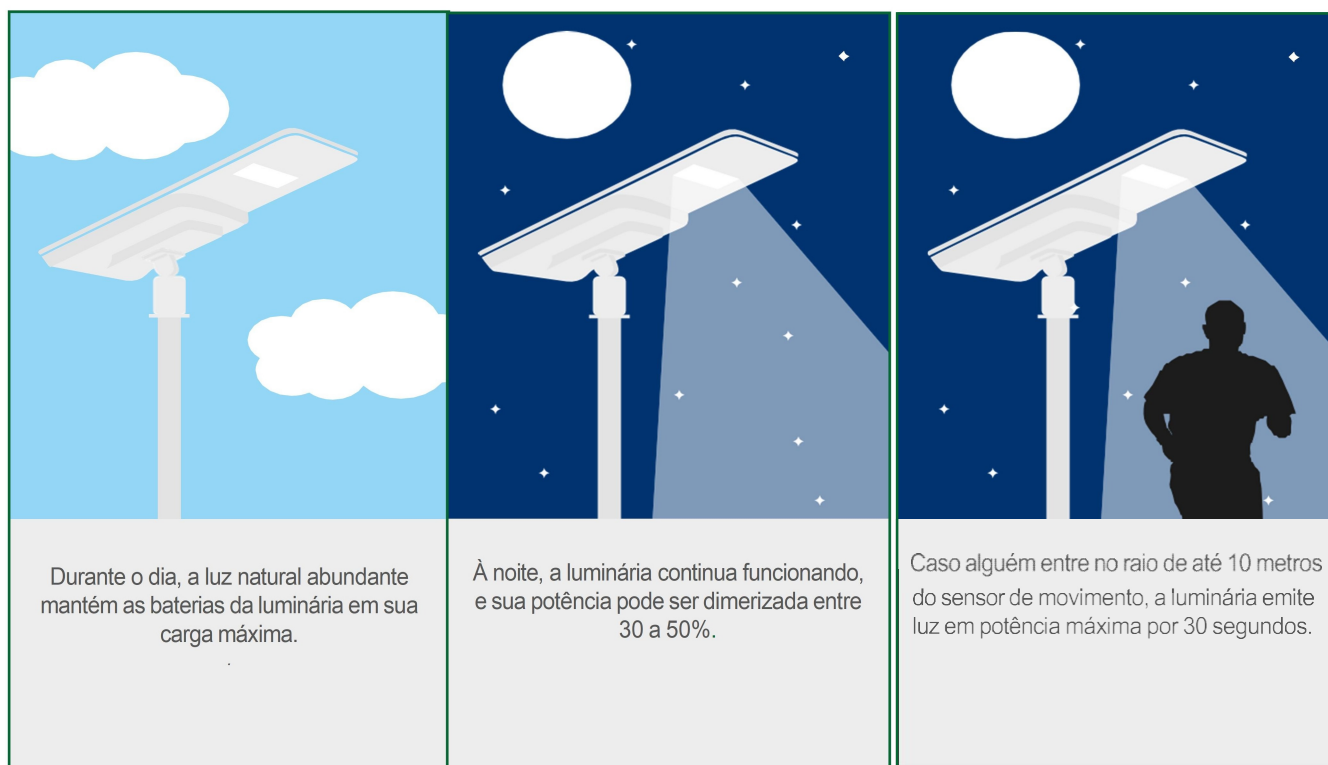 Durante o dia, a luz natural abundante
mantém as baterias da luminária em sua
carga máxima.
.
À noite, a luminária continua funcionando,
e sua potência pode ser dimerizada entre
30 a 50%.
Caso alguém entre no raio de até 10 metros
do sensor de movimento, a luminária emite
luz em potência máxima por 30 segundos.